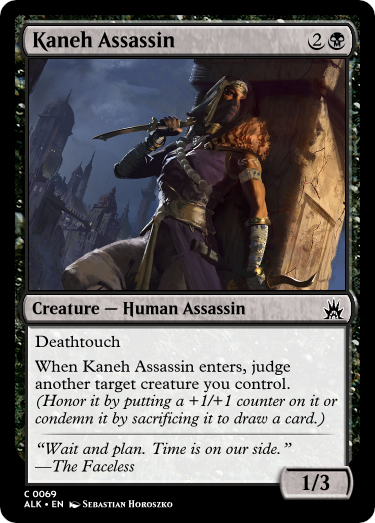 Kaneh Assassin 2
Creature — Human Assassin
Deathtouch
When Kaneh Assassin enters, judge
another target creature you control.
(Honor it by putting a +1/+1 counter on it or
condemn it by sacrificing it to draw a card.)
“Wait and plan. Time is on our side.”
—The Faceless
1/3
C 0069
ALK • EN Sebastian Horoszko